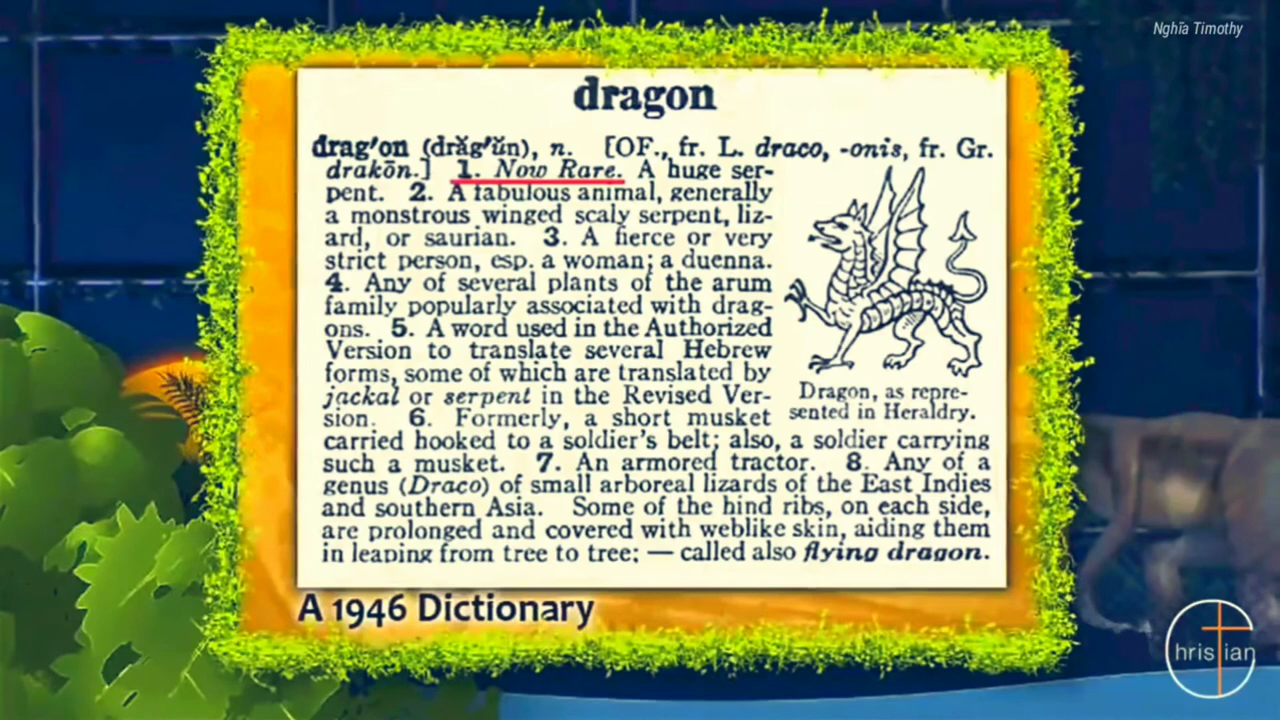 Nghĩa Timothy
dragon
drag′on (drăg′ŭn), n. [OF., fr. L. draco, -onis, fr. Gr.
drakōn.] 1. Now Rare. A huge ser-
pent. 2. A fabulous animal, generally
a monstrous winged scaly serpent, liz-
ard, or saurian. 3. A fierce or very
strict person, esp. a woman; a duenna.
4. Any of several plants of the arum
family popularly associated with drag-
ons. 5. A word used in the Authorized
Version to translate several Hebrew
forms, some of which are translated by
jackal or serpent in the Revised Ver-
sion. 6. Formerly, a short musket
carried hooked to a soldier's belt; also, a soldier carrying
such a musket. 7. An armored tractor. 8. Any of a
genus (Draco) of small arboreal lizards of the East Indies
and southern Asia. Some of the hind ribs, on each side,
are prolonged and covered with weblike skin, aiding them
in leaping from tree to tree; — called also flying dragon.
Dragon, as repre-
sented in Heraldry.
A 1946 Dictionary
Christian